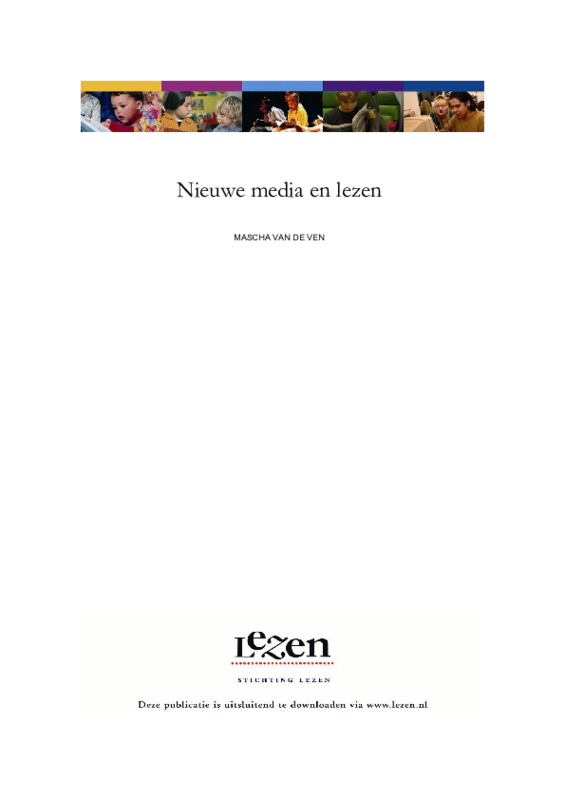 Nieuwe media en lezen
MASCHA VAN DE VEN
Lezen
STICHTING LEZEN
Deze publicatie is uitsluitend te downloaden via www.lezen.nl